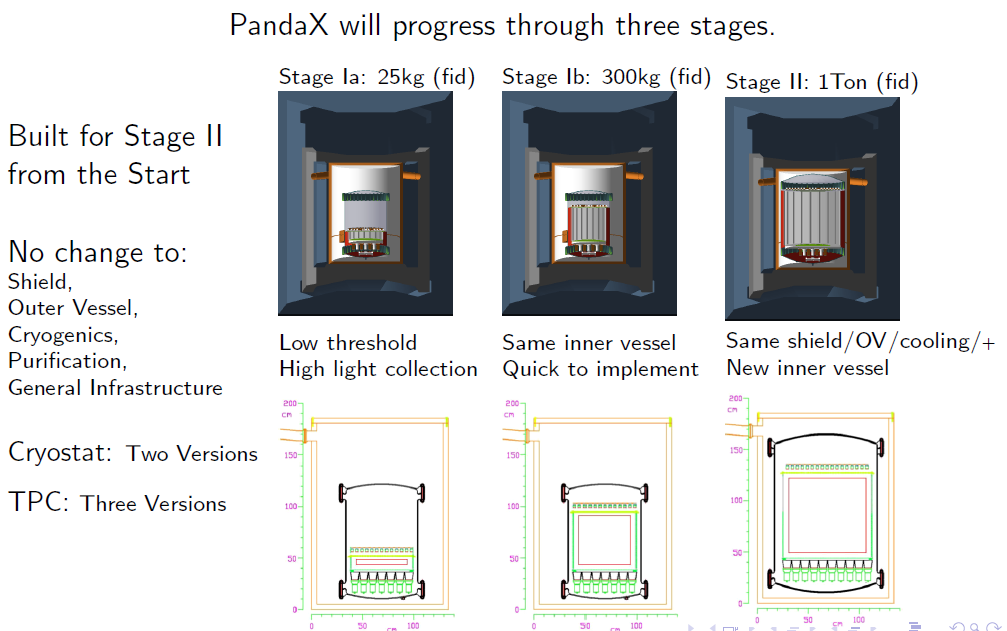 PandaX will progress through three stages.
Built for Stage II
from the Start
No change to:
Shield,
Outer Vessel,
Cryogenics,
Purification,
General Infrastructure
Cryostat: Two Versions
TPC: Three Versions
Stage Ia: 25kg (fid)
Low threshold
High light collection
200
cm
150
100
50
0
0
100
cm
Stage Ib: 300kg (fid)
Same inner vessel
Quick to implement
200
cm
150
100
50
0
0
100
cm
Stage II: 1Ton (fid)
Same shield/OV/cooling/+
New inner vessel
200
cm
150
100
50
0
0
100
cm